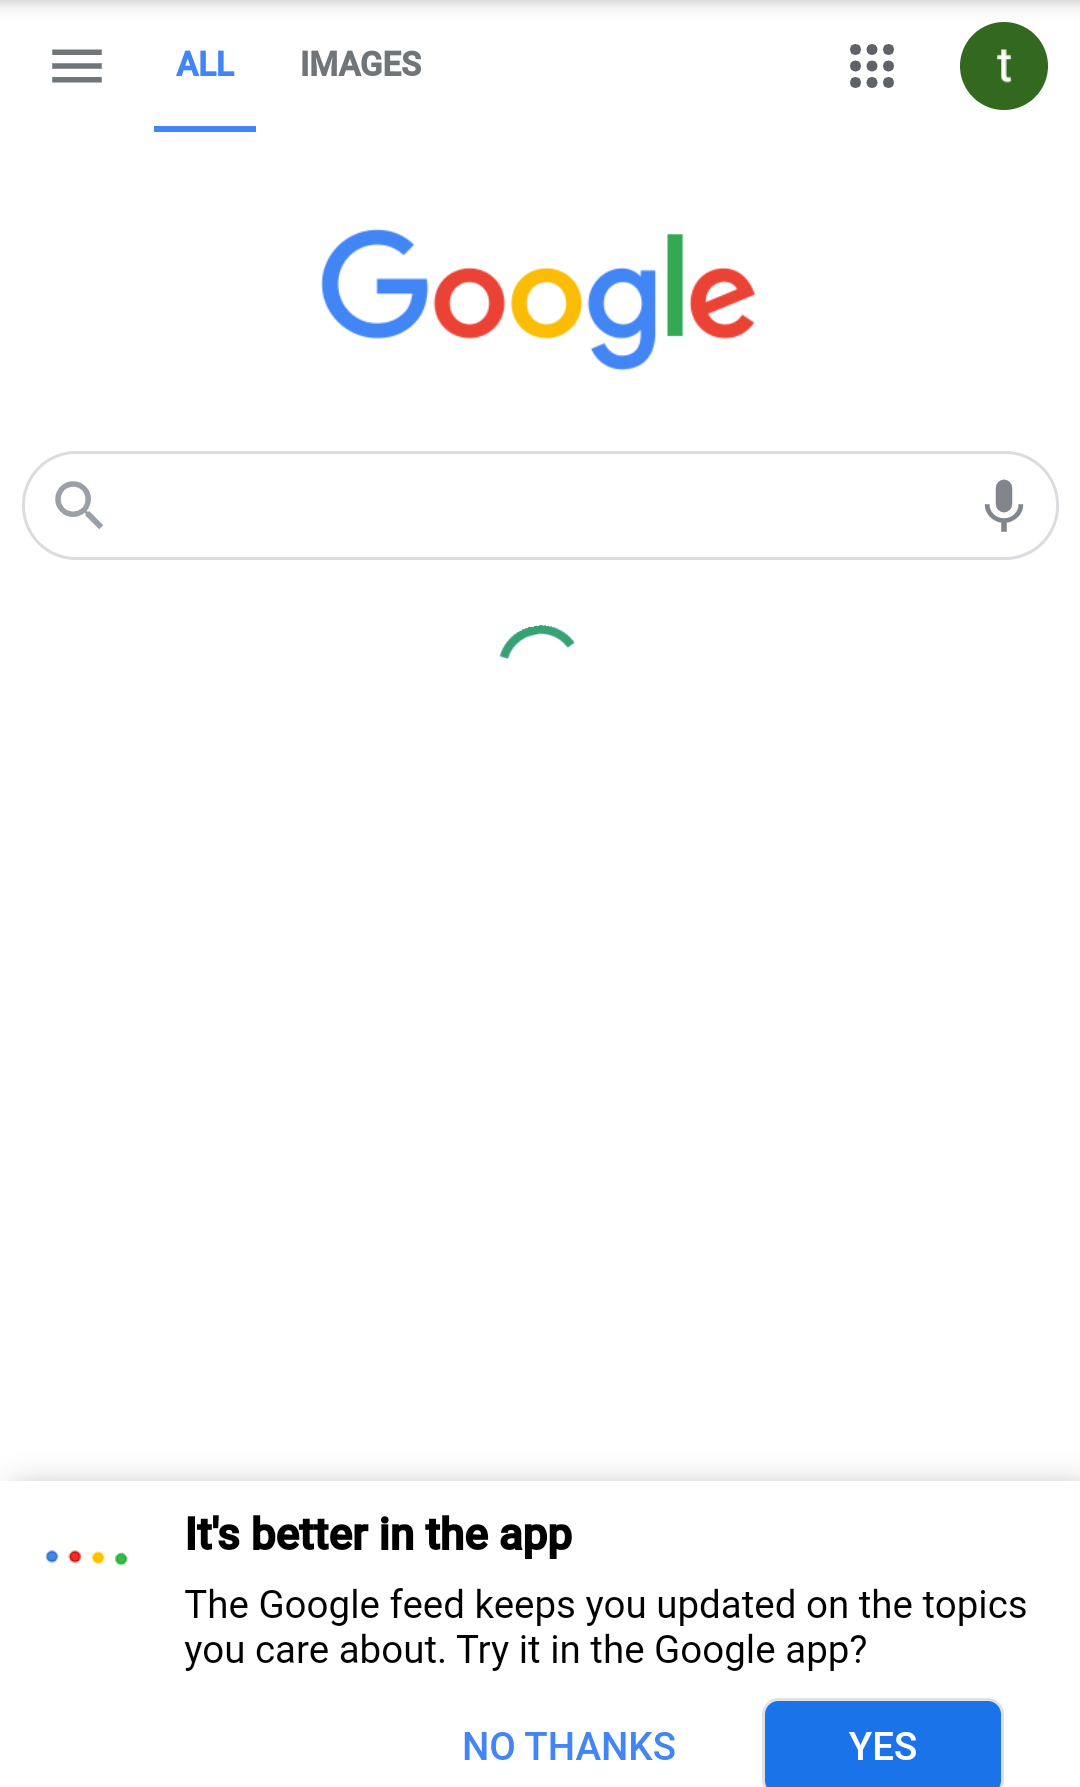 ALL IMAGES t
Google
It's better in the app
The Google feed keeps you updated on the topics
you care about. Try it in the Google app?
NO THANKS YES